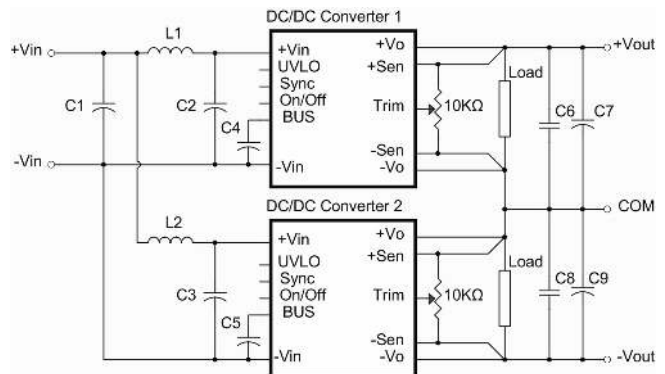 DC/DC Converter 1
L1
+Vin
+Vin
+Vo
+Vout
UVLO
+Sen
Load
Sync
C1
C2
On/Off
Trim
10KΩ
C6
C7
C4
BUS
-Sen
-Vin
-Vin
-Vo
DC/DC Converter 2
COM
L2
+Vin
+Vo
UVLO
+Sen
Load
Sync
C3
On/Off
Trim
10KΩ
C8
C9
C5
BUS
-Sen
-Vin
-Vo
-Vout